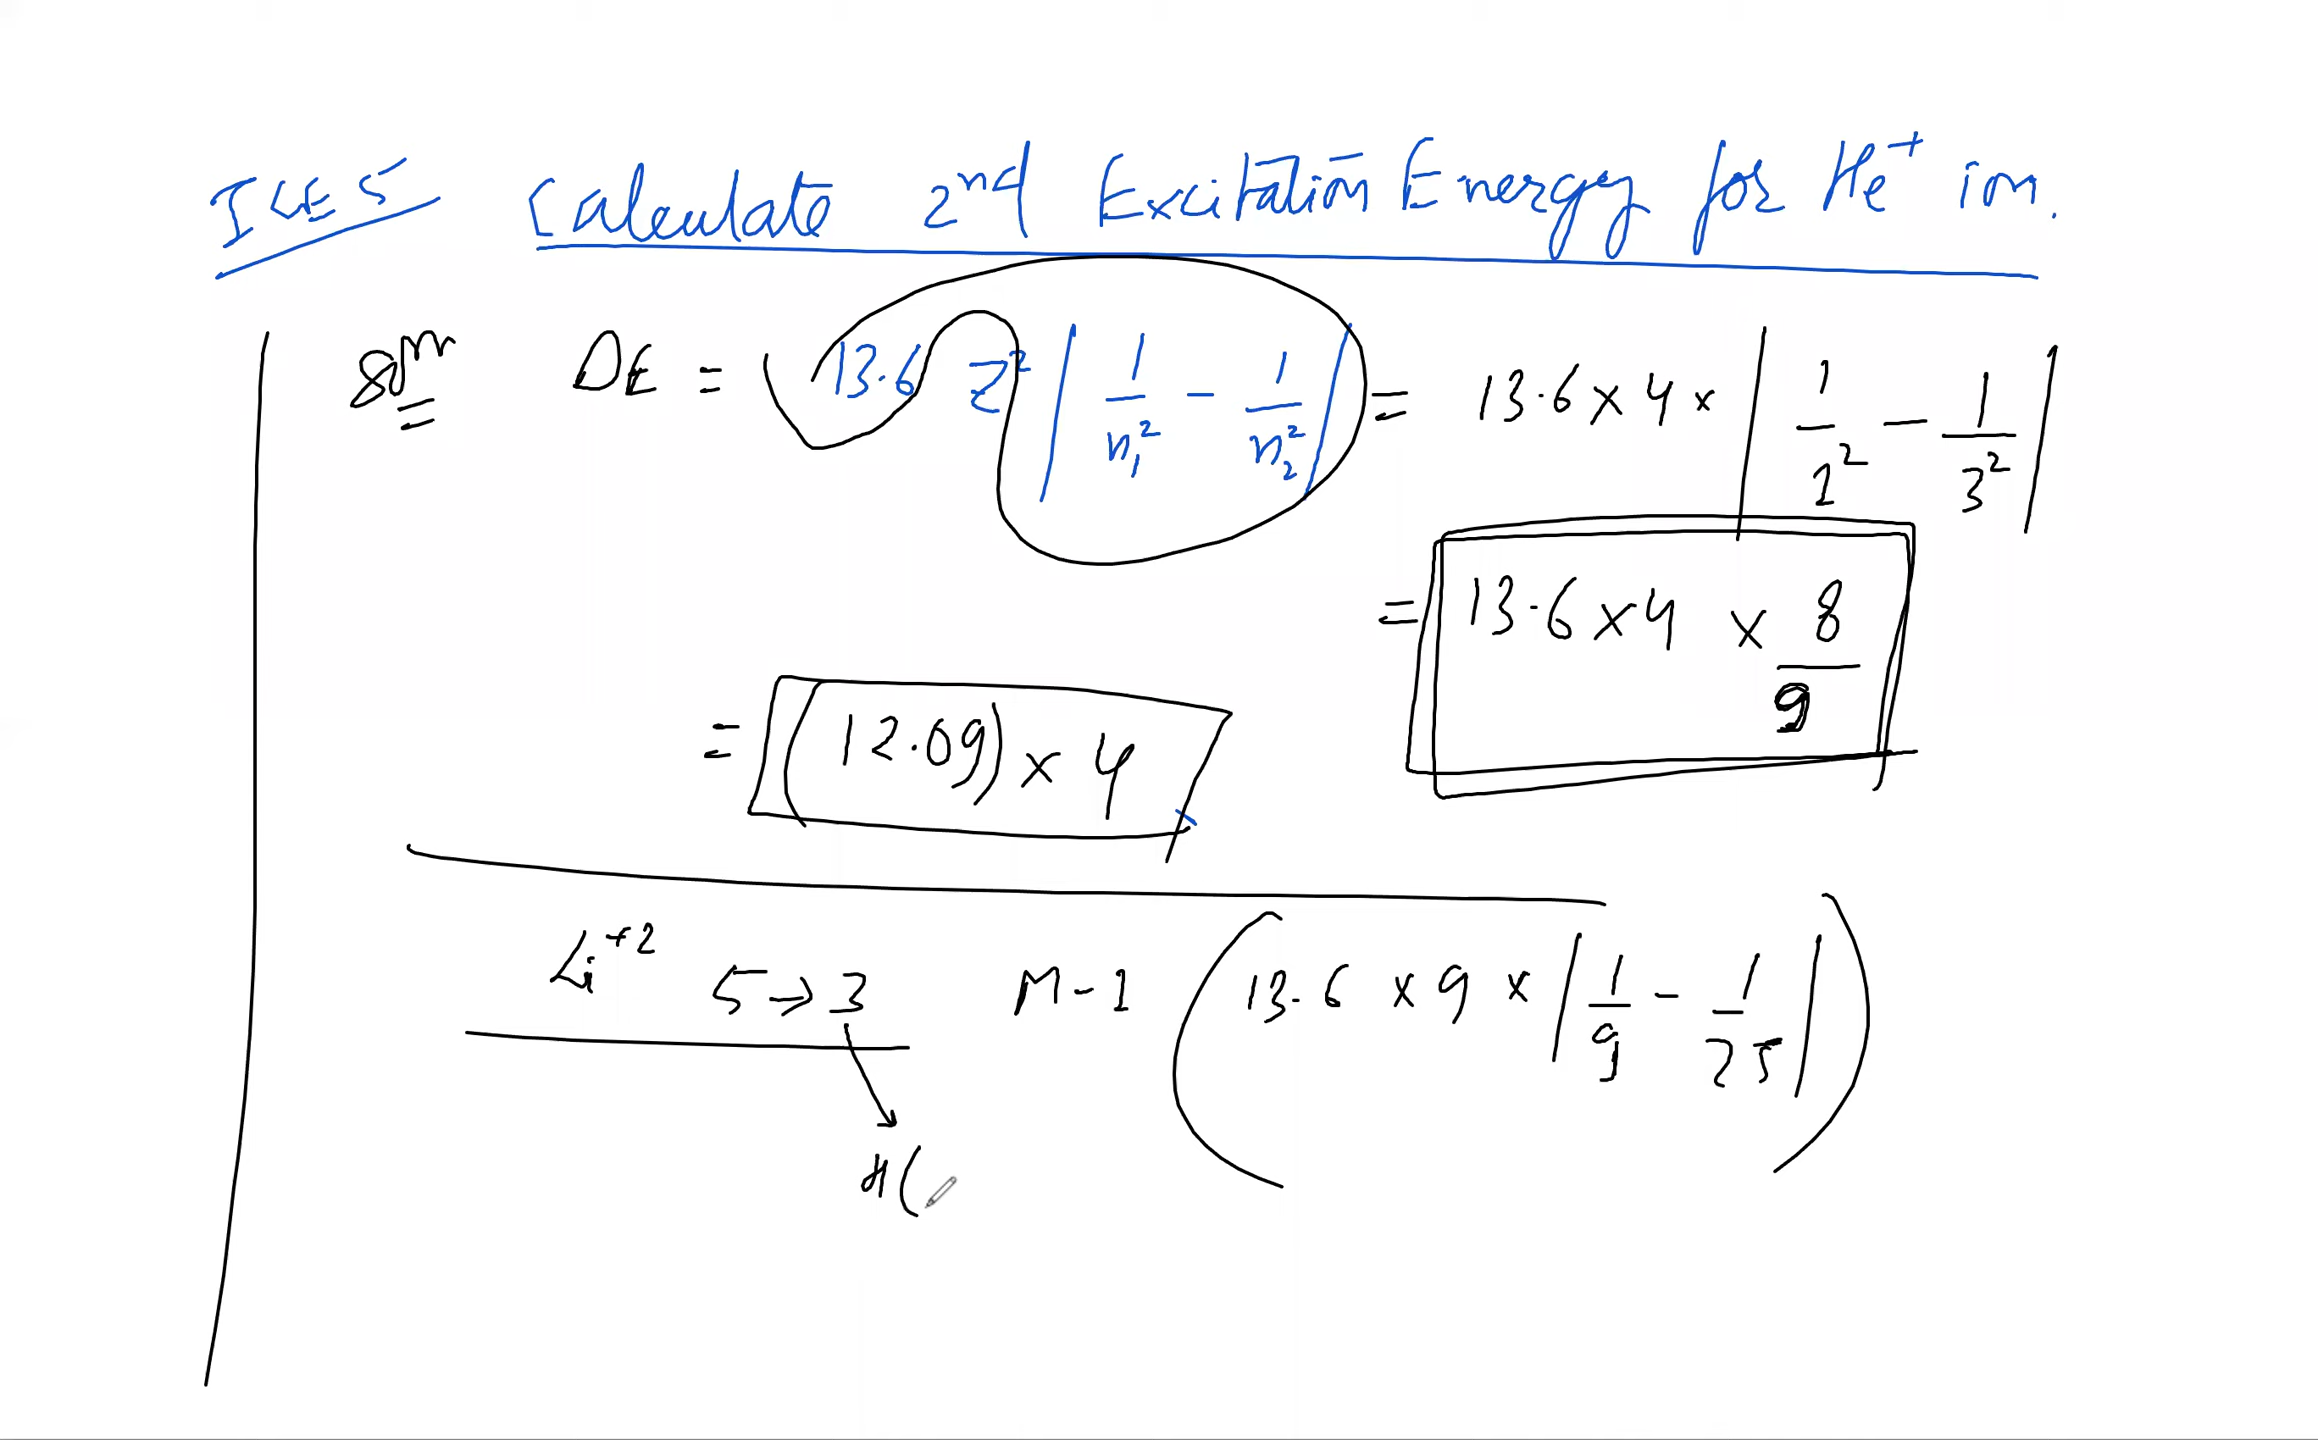 ICE 5 Calculate 2nd Excitation Energy for He+ ion.
Soln DE = 13.6 Z² | 1/n₁² - 1/n₂² | = 13.6 x 4 x | 1/1² - 1/3² |
= 13.6 x 4 x 8/9
= (12.09) x 4
Li+2 5 → 3 M-1 ( 13.6 x 9 x | 1/9 - 1/25 | )
H(